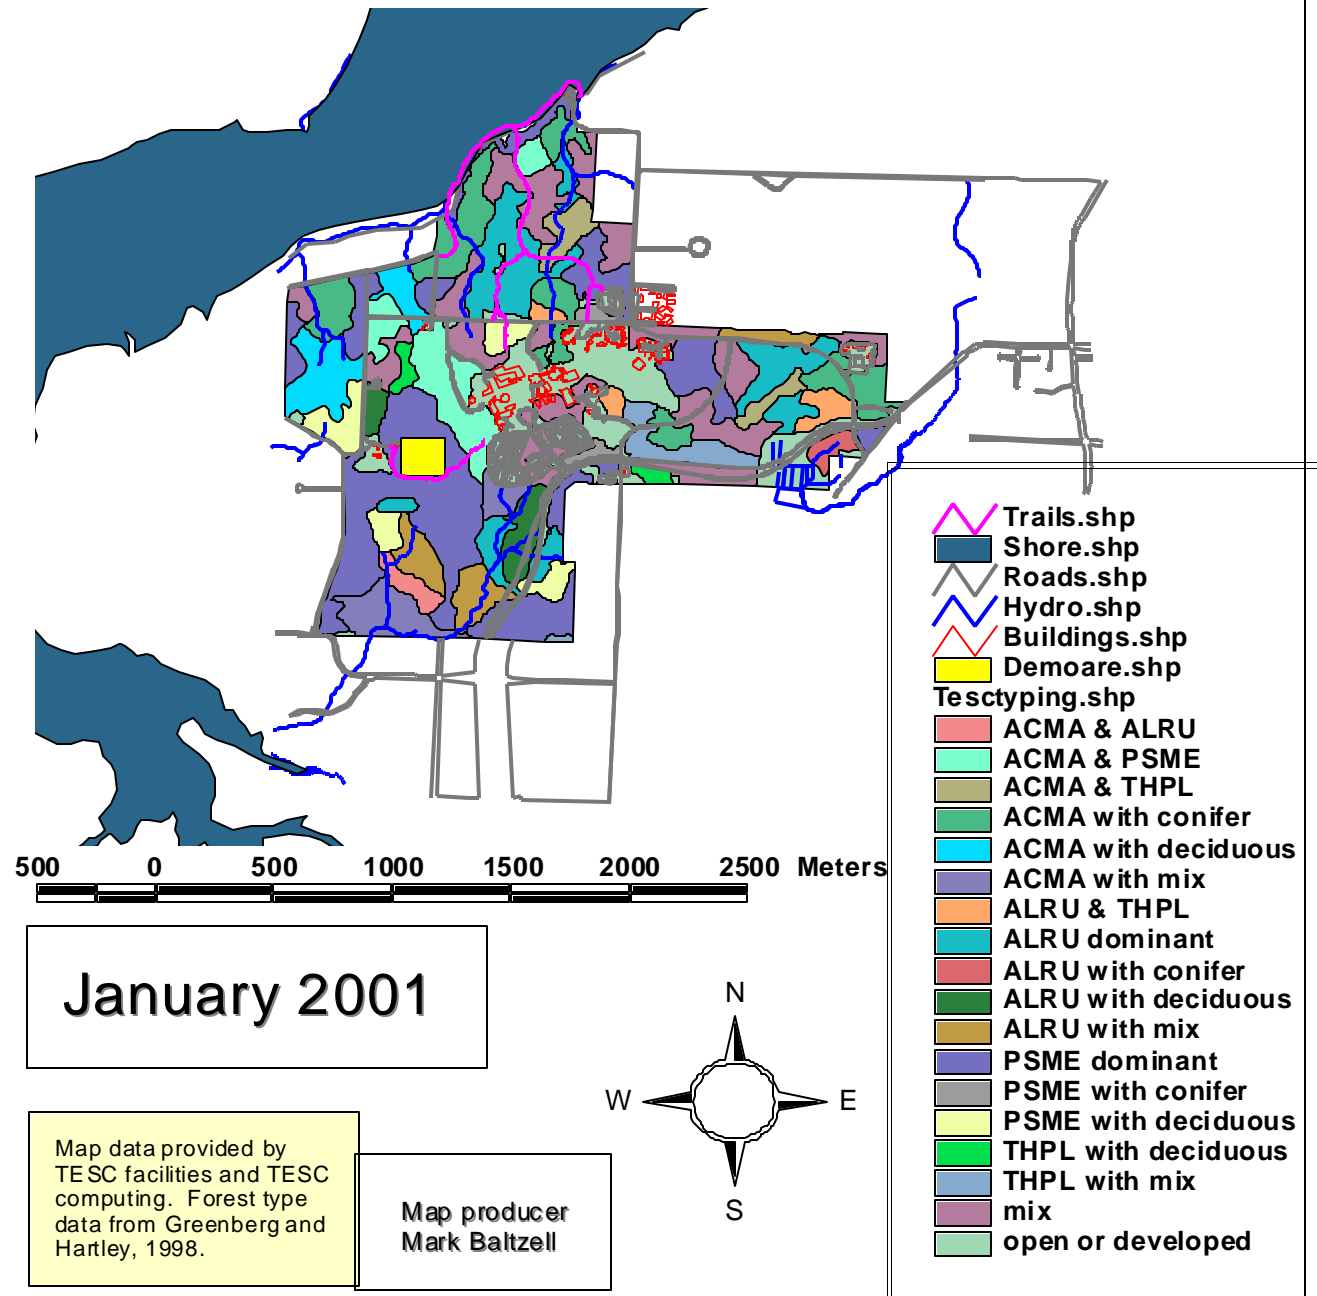 Trails.shp
Shore.shp
Roads.shp
Hydro.shp
Buildings.shp
Demoare.shp
Tesctyping.shp
ACMA & ALRU
ACMA & PSME
ACMA & THPL
ACMA with conifer
ACMA with deciduous
ACMA with mix
ALRU & THPL
ALRU dominant
ALRU with conifer
ALRU with deciduous
ALRU with mix
PSME dominant
PSME with conifer
PSME with deciduous
THPL with deciduous
THPL with mix
mix
open or developed
500 0 500 1000 1500 2000 2500 Meters
January 2001
N
W E
S
Map data provided by
TESC facilities and TESC
computing. Forest type
data from Greenberg and
Hartley, 1998.
Map producer
Mark Baltzell